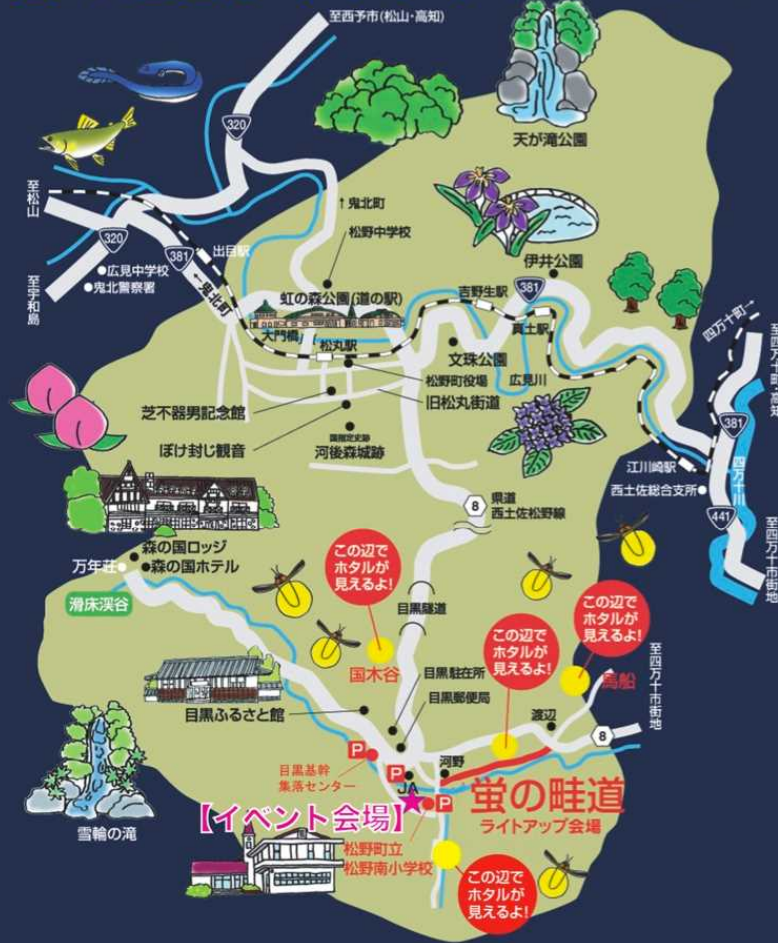 至西予市(松山・高知)
320
天が滝公園
至松山
↑鬼北町
松野中学校
320
出目駅
381
広見中学校
鬼北警察署
←鬼北町
至宇和島
伊井公園
虹の森公園(道の駅)
吉野生駅
381
大門橋
松丸駅
真土駅
文珠公園
四万十町→
至四万十町・高知
松野町役場
広見川
芝不器男記念館
旧松丸街道
381
ぼけ封じ観音
国指定史跡
河後森城跡
江川崎駅
四万十川
西土佐総合支所
8
県道
西土佐松野線
441
至四万十市街地
森の国ロッジ
万年荘
森の国ホテル
滑床渓谷
この辺で
ホタルが
見えるよ!
目黒隧道
この辺で
ホタルが
見えるよ!
この辺で
ホタルが
見えるよ!
国木谷
目黒駐在所
馬船
至四万十市街地
目黒郵便局
目黒ふるさと館
渡辺
8
P
目黒基幹
集落センター
P
河野
JA
P
蛍の畦道
ライトアップ会場
【イベント会場】
雪輪の滝
松野町立
松野南小学校
この辺で
ホタルが
見えるよ!